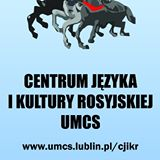 CENTRUM JĘZYKA
I KULTURY ROSYJSKIEJ
UMCS
www.umcs.lublin.pl/cjikr